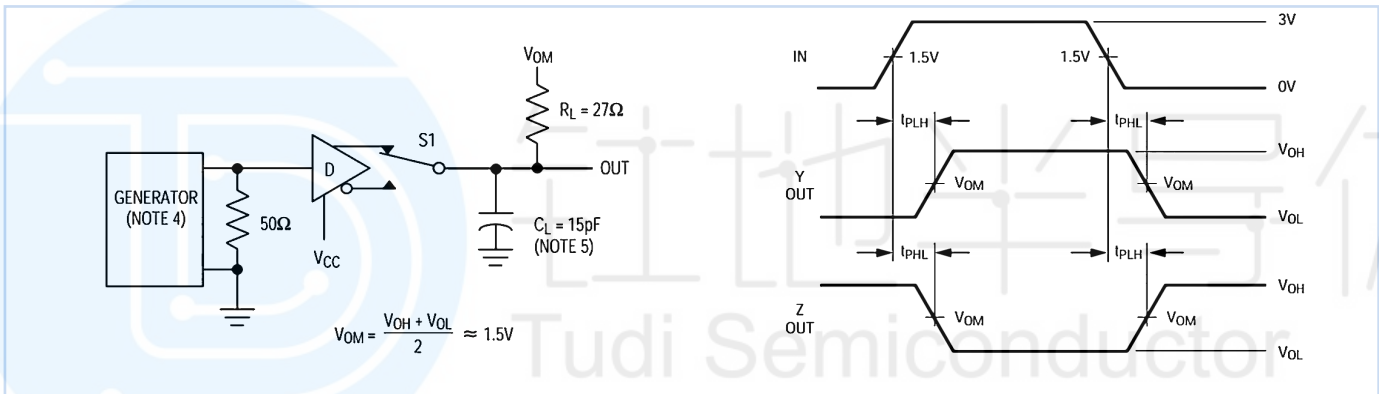 GENERATOR
(NOTE 4)
50Ω
D
VCC
S1
VOM
RL = 27Ω
OUT
CL = 15pF
(NOTE 5)
VOM = VOH + VOL / 2 ≈ 1.5V
IN
1.5V
1.5V
3V
0V
tPLH
tPHL
Y
OUT
VOM
VOM
VOH
VOL
tPHL
tPLH
Z
OUT
VOM
VOM
VOH
VOL
Tudi Semiconductor